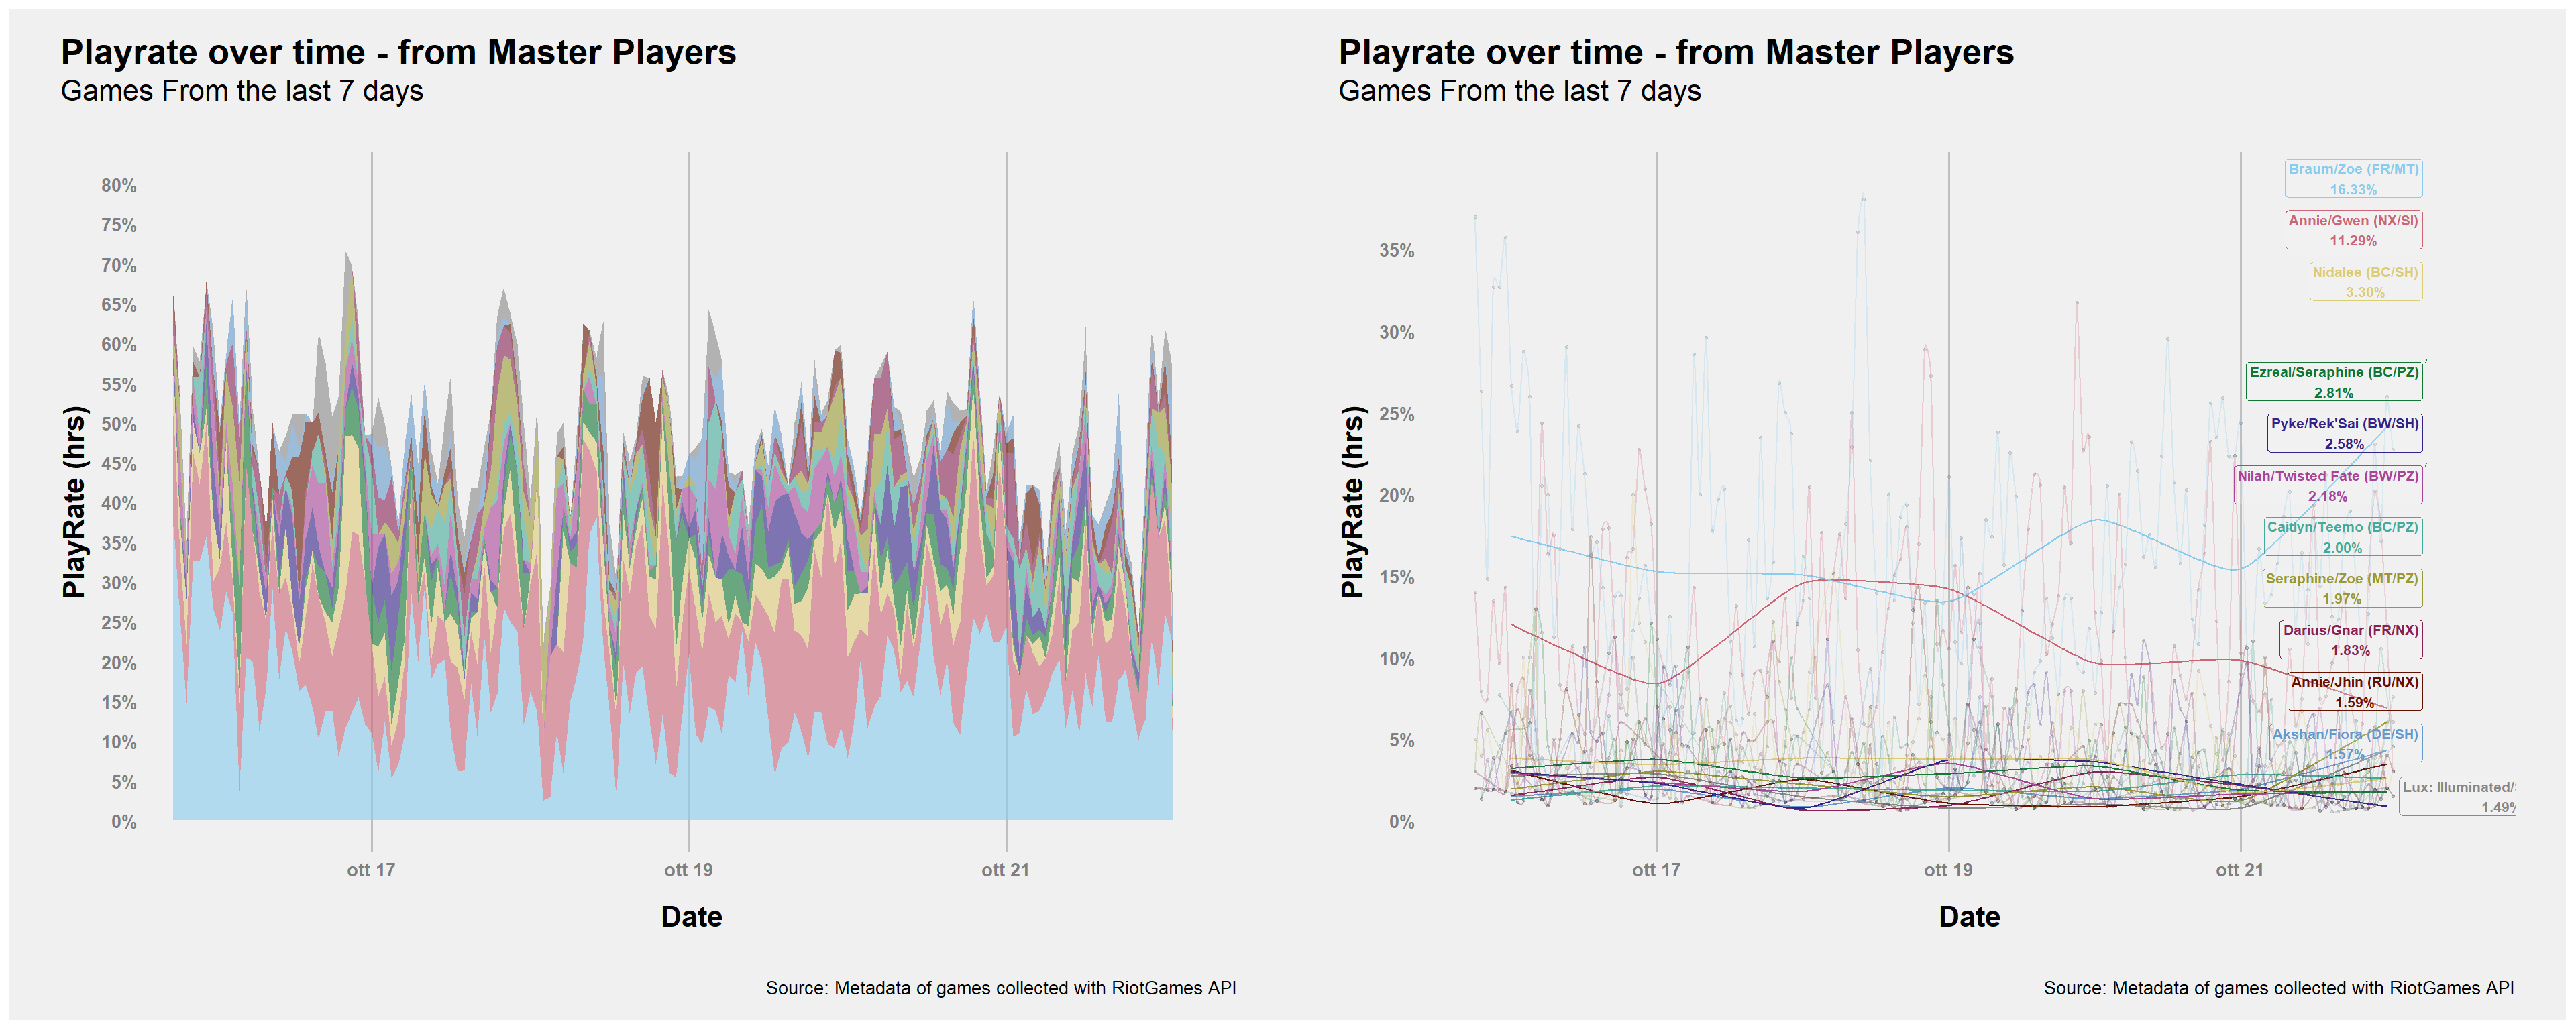 Playrate over time - from Master Players
Games From the last 7 days
80%
75%
70%
65%
60%
55%
50%
45%
40%
35%
30%
25%
20%
15%
10%
5%
0%
PlayRate (hrs)
ott 17
ott 19
ott 21
Date
Source: Metadata of games collected with RiotGames API
Playrate over time - from Master Players
Games From the last 7 days
35%
30%
25%
20%
15%
10%
5%
0%
PlayRate (hrs)
Braum/Zoe (FR/MT)
16.33%
Annie/Gwen (NX/SI)
11.29%
Nidalee (BC/SH)
3.30%
Ezreal/Seraphine (BC/PZ)
2.81%
Pyke/Rek'Sai (BW/SH)
2.58%
Nilah/Twisted Fate (BW/PZ)
2.18%
Caitlyn/Teemo (BC/PZ)
2.00%
Seraphine/Zoe (MT/PZ)
1.97%
Darius/Gnar (FR/NX)
1.83%
Annie/Jhin (RU/NX)
1.59%
Akshan/Fiora (DE/SH)
1.57%
Lux: Illuminated/
1.49%
ott 17
ott 19
ott 21
Date
Source: Metadata of games collected with RiotGames API